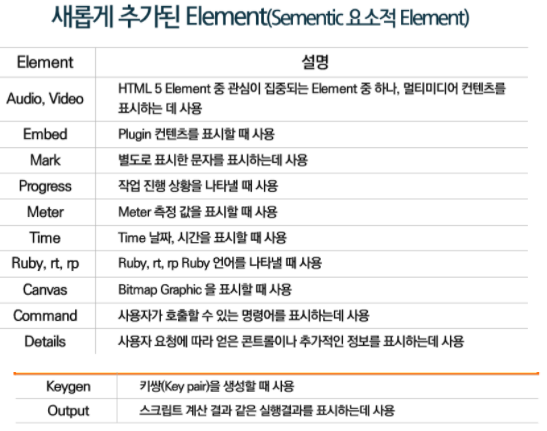 새롭게 추가된 Element(Sementic 요소적 Element)
Element 설명
Audio, Video HTML 5 Element 중 관심이 집중되는 Element 중 하나, 멀티미디어 컨텐츠를
표시하는 데 사용
Embed Plugin 컨텐츠를 표시할 때 사용
Mark 별도로 표시한 문자를 표시하는데 사용
Progress 작업 진행 상황을 나타낼 때 사용
Meter Meter 측정 값을 표시할 때 사용
Time Time 날짜, 시간을 표시할 때 사용
Ruby, rt, rp Ruby, rt, rp Ruby 언어를 나타낼 때 사용
Canvas Bitmap Graphic 을 표시할 때 사용
Command 사용자가 호출할 수 있는 명령어를 표시하는데 사용
Details 사용자 요청에 따라 얻은 콘트롤이나 추가적인 정보를 표시하는데 사용
Keygen 키쌍(Key pair)을 생성할 때 사용
Output 스크립트 계산 결과 같은 실행결과를 표시하는데 사용